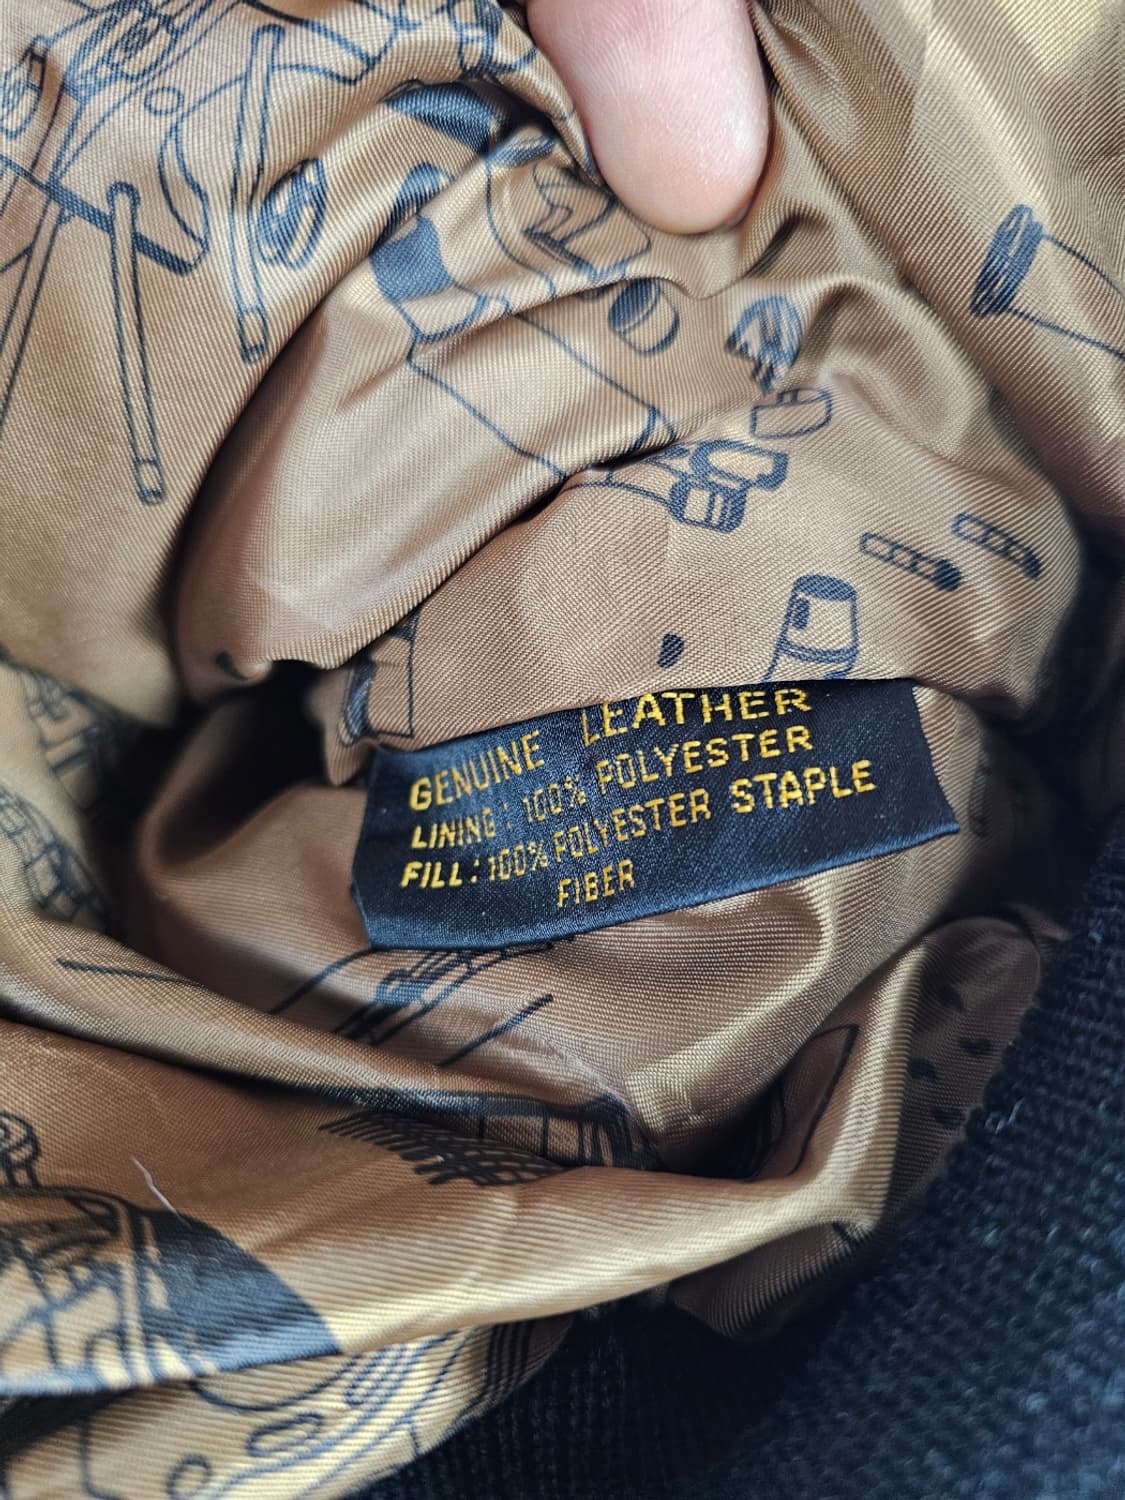 GENUINE LEATHER
LINING : 100% POLYESTER
FILL : 100% POLYESTER STAPLE
FIBER